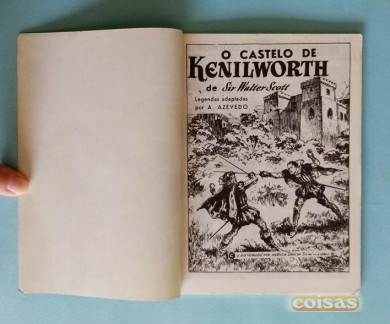 O CASTELO DE
KENILWORTH
de Sir Walter Scott
Legendas adaptadas
por A. AZEVEDO
coisas